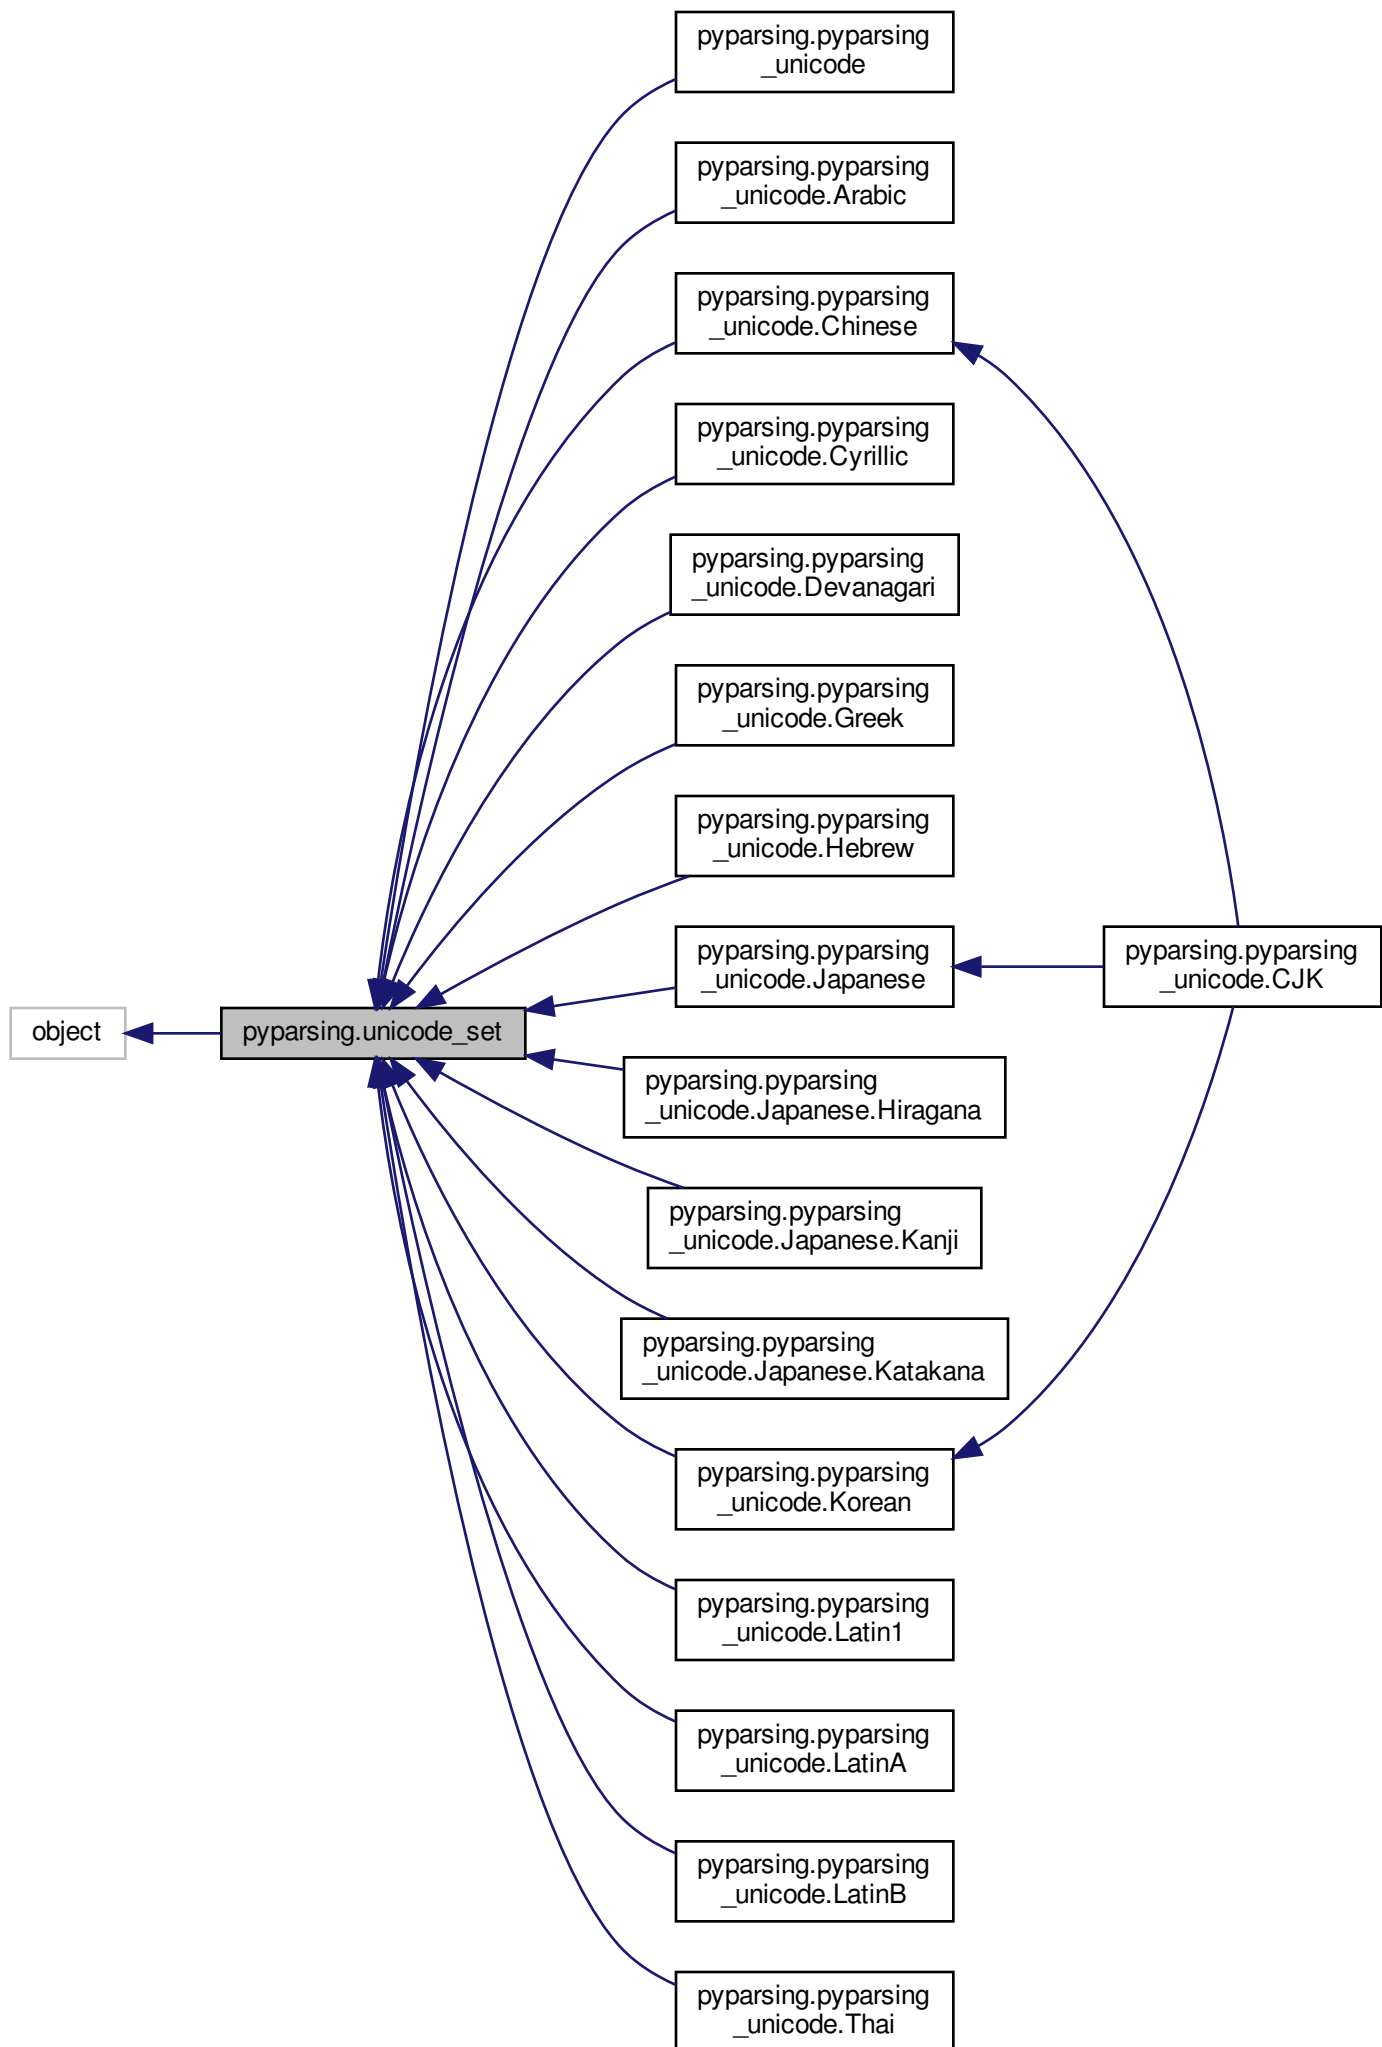 object
pyparsing.unicode_set
pyparsing.pyparsing
_unicode
pyparsing.pyparsing
_unicode.Arabic
pyparsing.pyparsing
_unicode.Chinese
pyparsing.pyparsing
_unicode.Cyrillic
pyparsing.pyparsing
_unicode.Devanagari
pyparsing.pyparsing
_unicode.Greek
pyparsing.pyparsing
_unicode.Hebrew
pyparsing.pyparsing
_unicode.Japanese
pyparsing.pyparsing
_unicode.Japanese.Hiragana
pyparsing.pyparsing
_unicode.Japanese.Kanji
pyparsing.pyparsing
_unicode.Japanese.Katakana
pyparsing.pyparsing
_unicode.Korean
pyparsing.pyparsing
_unicode.Latin1
pyparsing.pyparsing
_unicode.LatinA
pyparsing.pyparsing
_unicode.LatinB
pyparsing.pyparsing
_unicode.Thai
pyparsing.pyparsing
_unicode.CJK